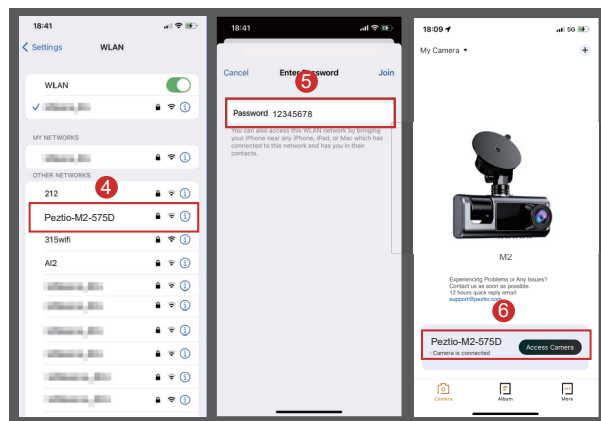 18:41
Settings
WLAN
WLAN
MY NETWORKS
OTHER NETWORKS
4
212
Peztio-M2-575D
315wifi
AI2
18:41
Cancel
Enter Password
Join
5
Password 12345678
You can also access this WLAN network by bringing
your iPhone near any iPhone, iPad, or Mac which has
connected to this network and has you in their
contacts.
18:09
5G
My Camera
M2
Experiencing Problems or Any Issues?
Contact us as soon as possible.
12 hours quick reply email:
support@peztio.com
6
Peztio-M2-575D
Camera is connected
Access Camera
Camera
Album
More